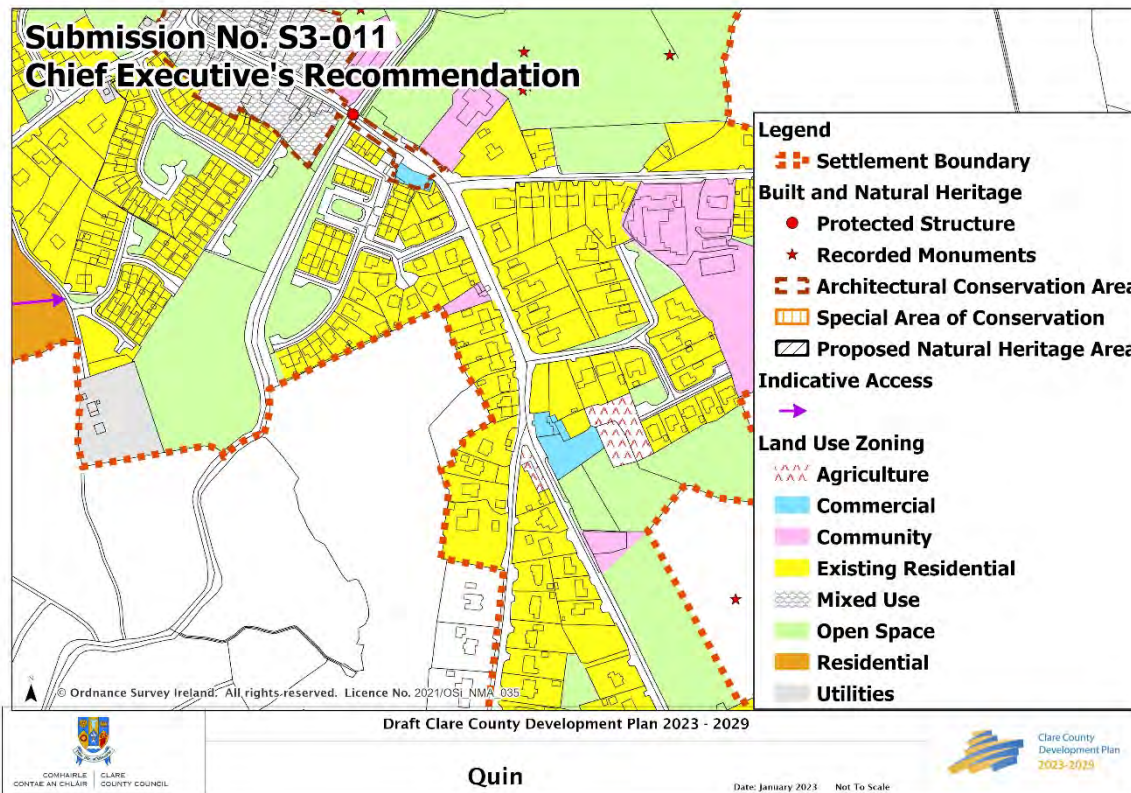 Submission No. S3-011
Chief Executive's Recommendation
Legend
Settlement Boundary
Built and Natural Heritage
Protected Structure
Recorded Monuments
Architectural Conservation Area
Special Area of Conservation
Proposed Natural Heritage Area
Indicative Access
Land Use Zoning
Agriculture
Commercial
Community
Existing Residential
Mixed Use
Open Space
Residential
Utilities
N
© Ordnance Survey Ireland. All rights reserved. Licence No. 2021/OSi_NMA_035
Draft Clare County Development Plan 2023 - 2029
COMHAIRLE
CONTAE AN CHLÁIR
CLARE
COUNTY COUNCIL
Quin
Date: January 2023 Not To Scale
Clare County
Development Plan
2023-2029